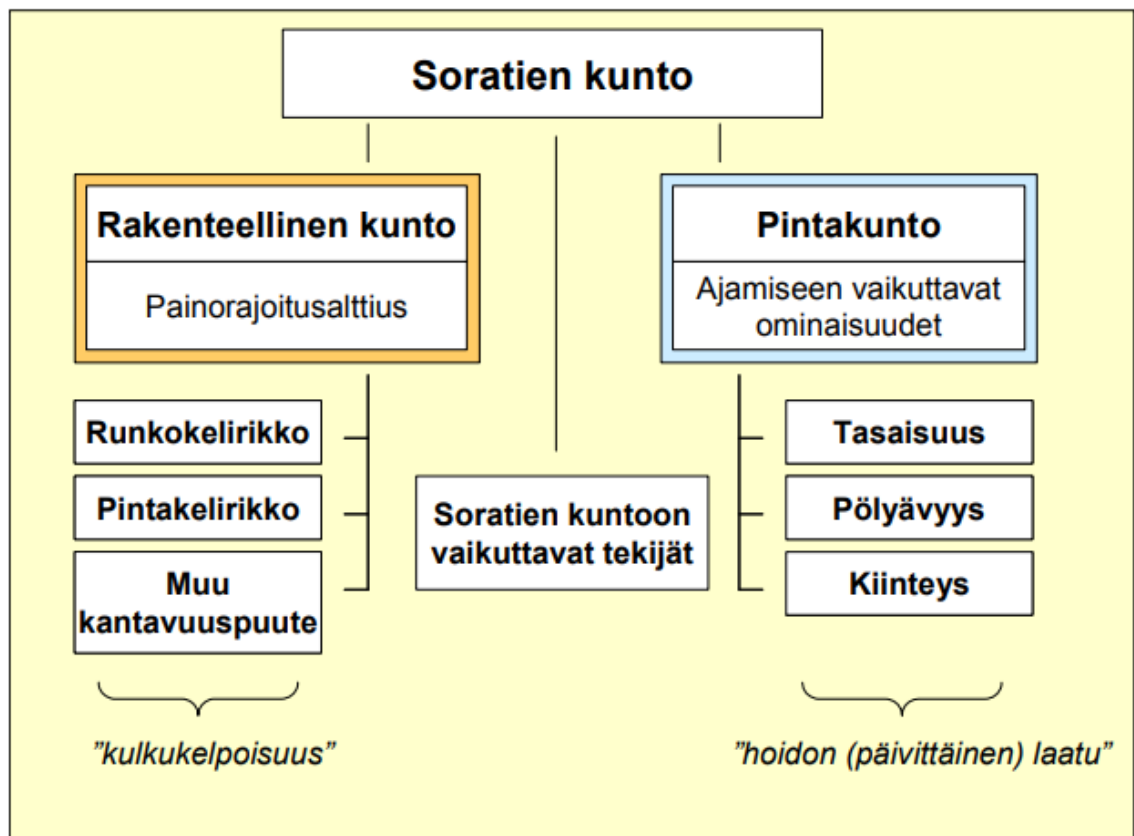 Soratien kunto
Rakenteellinen kunto
Painorajoitusalttius
Pintakunto
Ajamiseen vaikuttavat
ominaisuudet
Runkokelirikko
Pintakelirikko
Muu
kantavuuspuute
Soratien kuntoon
vaikuttavat tekijät
Tasaisuus
Pölyävyys
Kiinteys
”kulkukelpoisuus”
”hoidon (päivittäinen) laatu”